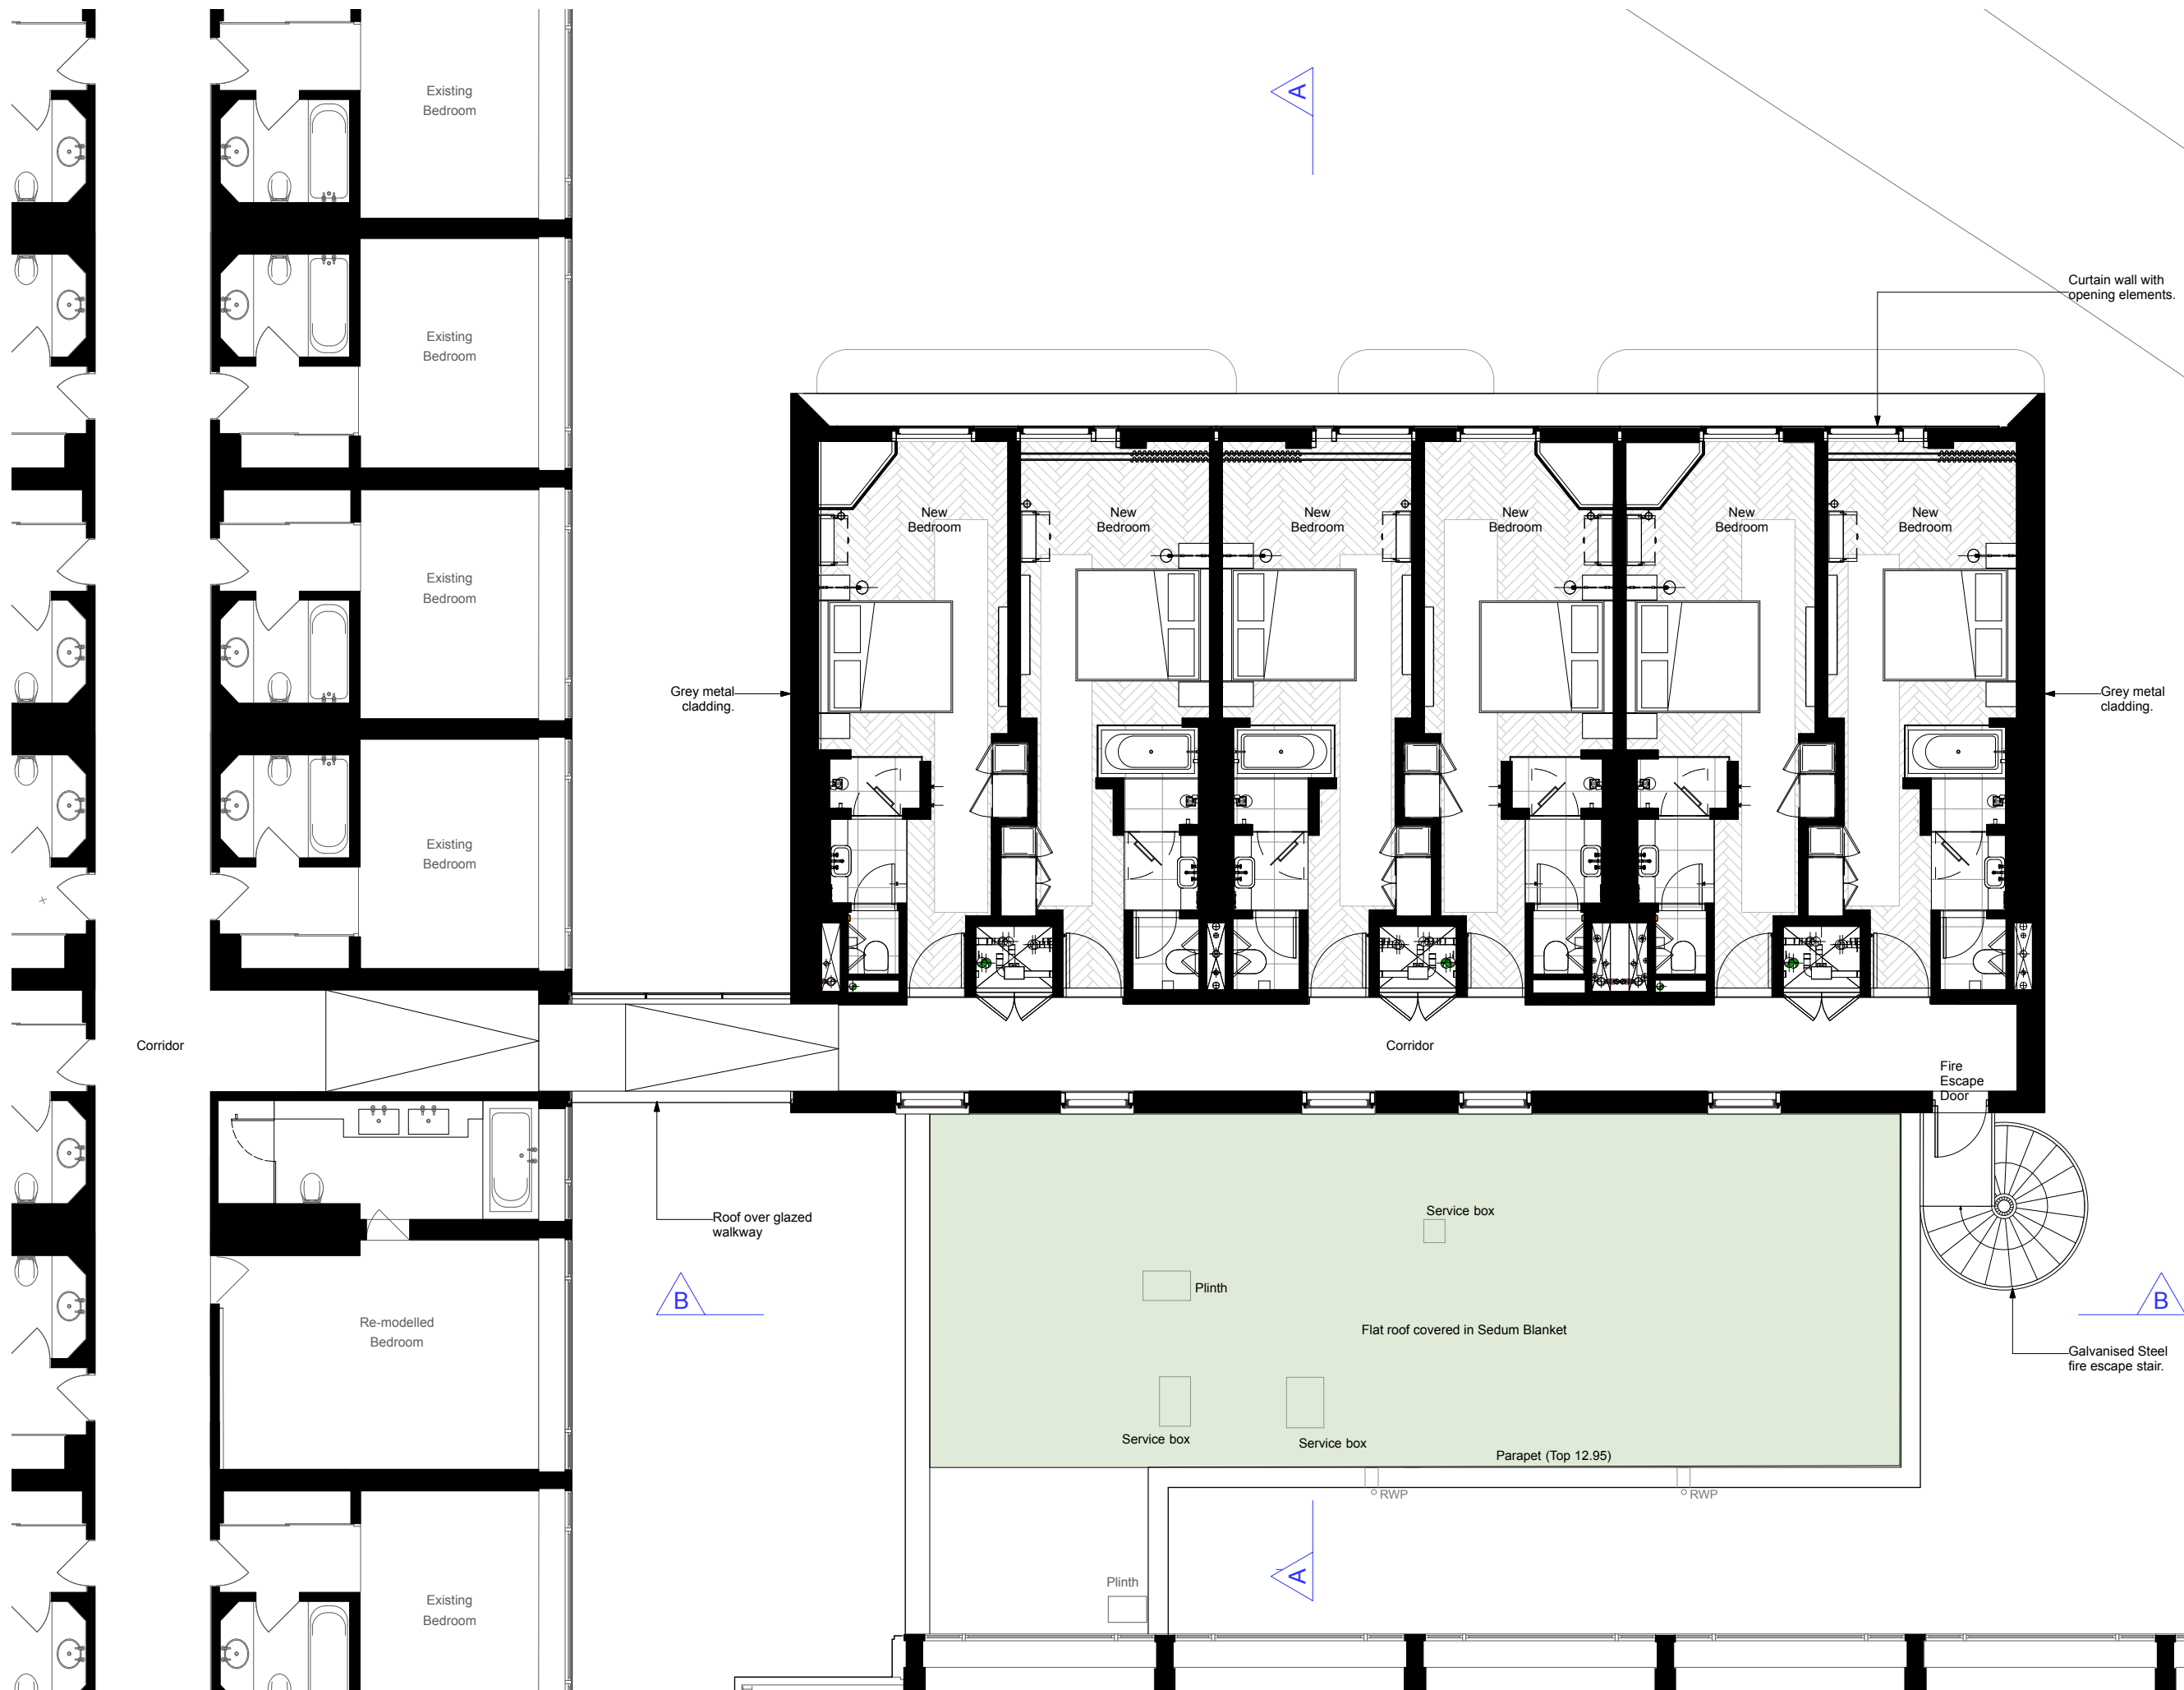 Existing
Bedroom
A
Curtain wall with
opening elements.
Existing
Bedroom
New
Bedroom
New
Bedroom
New
Bedroom
New
Bedroom
New
Bedroom
New
Bedroom
Existing
Bedroom
Grey metal
cladding.
Grey metal
cladding.
Existing
Bedroom
Corridor
Corridor
Fire
Escape
Door
Roof over glazed
walkway
Service box
Plinth
B
B
Re-modelled
Bedroom
Flat roof covered in Sedum Blanket
Galvanised Steel
fire escape stair.
Service box
Service box
Parapet (Top 12.95)
RWP
RWP
A
Plinth
Existing
Bedroom